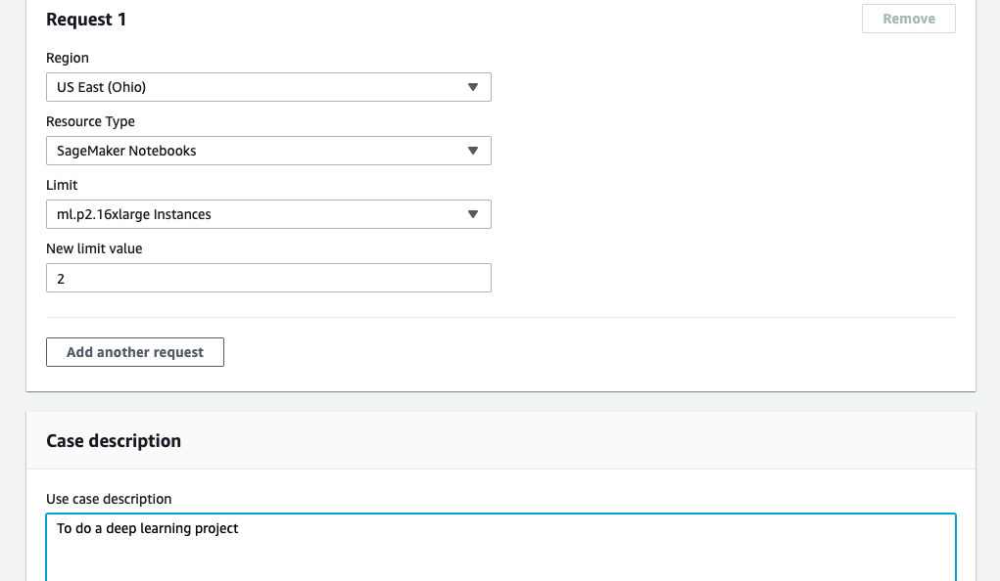 Request 1
Remove
Region
US East (Ohio)
Resource Type
SageMaker Notebooks
Limit
ml.p2.16xlarge Instances
New limit value
2
Add another request
Case description
Use case description
To do a deep learning project